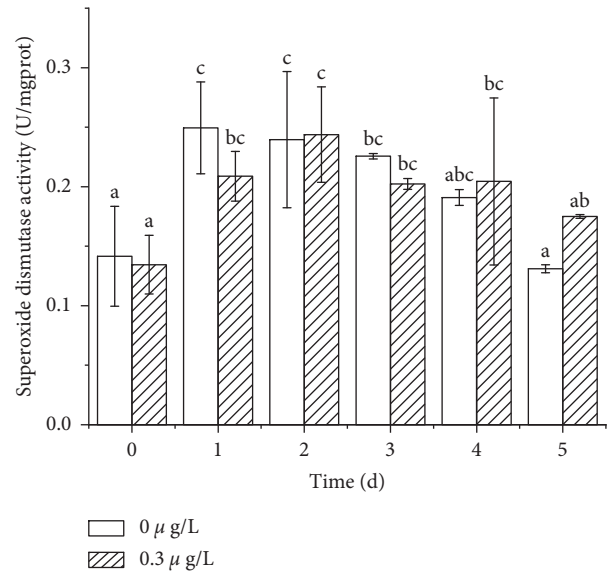 Superoxide dismutase activity (U/mgprot)
0.3
0.2
0.1
0.0
a
a
c
bc
c
c
bc
bc
abc
bc
a
ab
0 1 2 3 4 5
Time (d)
0 μ g/L
0.3 μ g/L